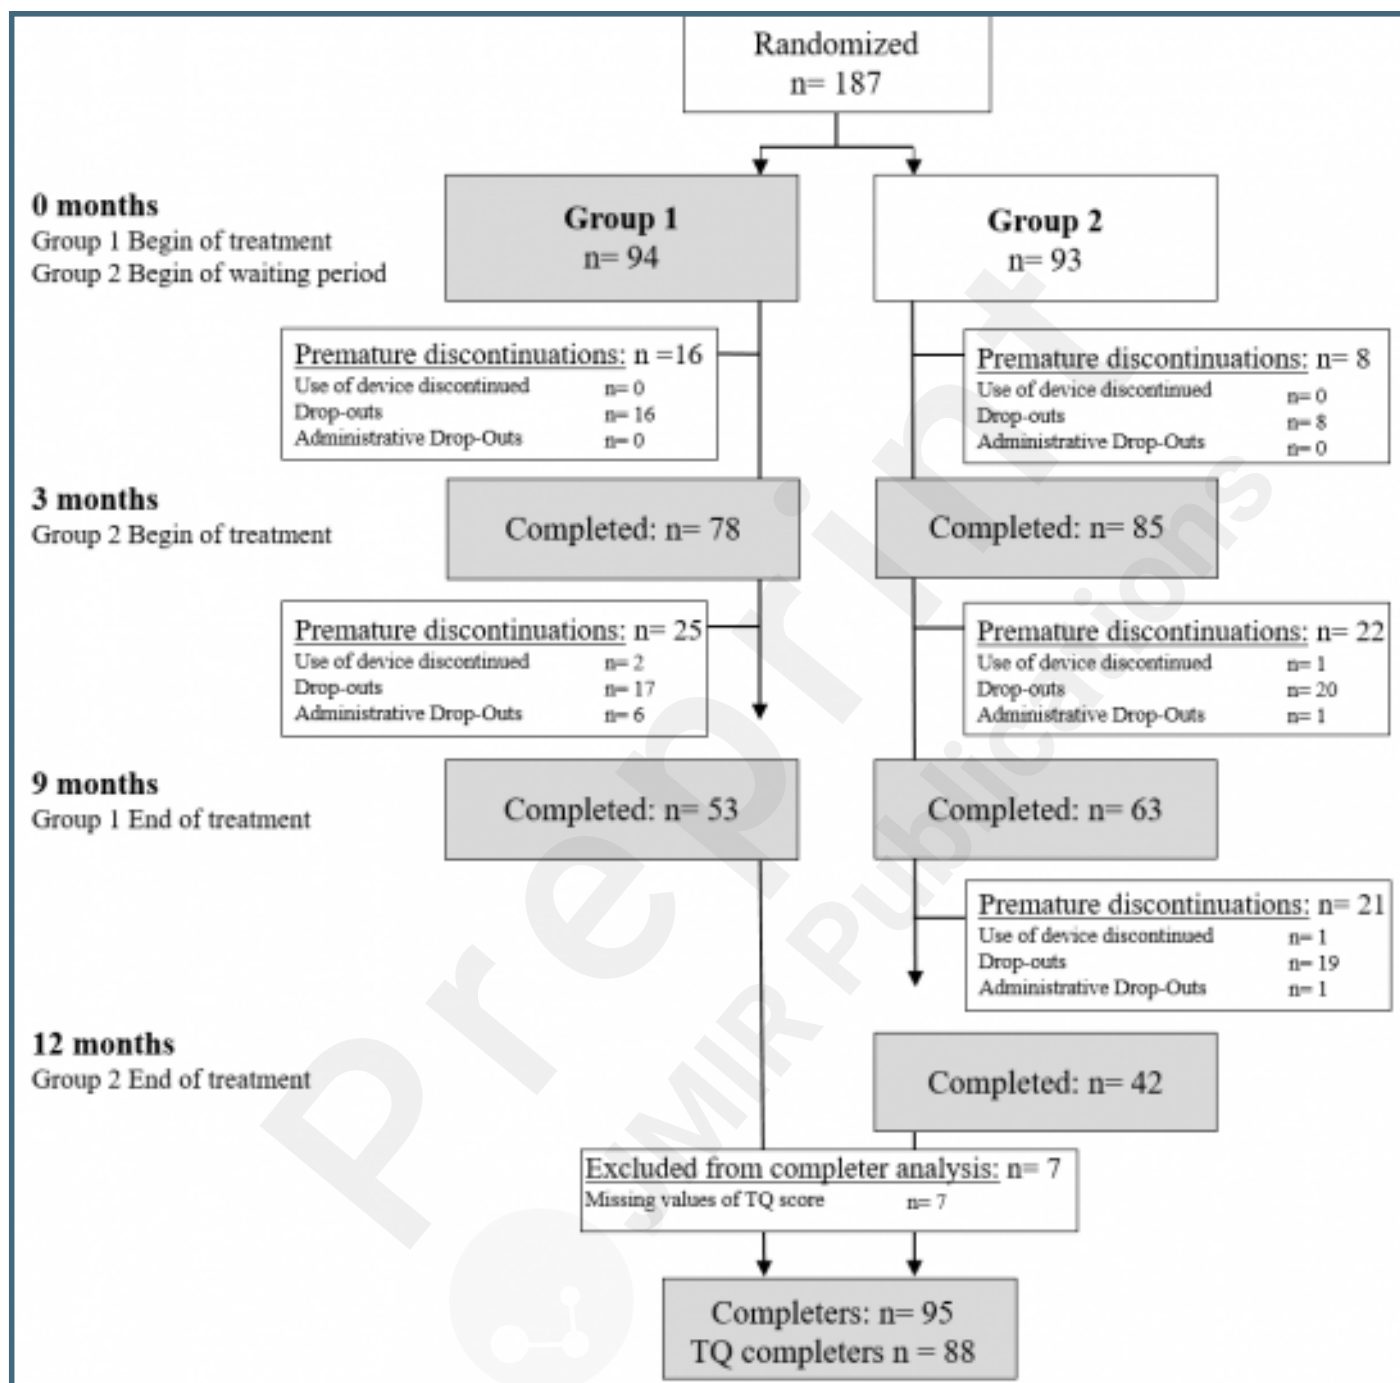 Randomized
n= 187
0 months
Group 1 Begin of treatment
Group 2 Begin of waiting period
Group 1
n= 94
Group 2
n= 93
Premature discontinuations: n =16
Use of device discontinued n= 0
Drop-outs n= 16
Administrative Drop-Outs n= 0
Premature discontinuations: n= 8
Use of device discontinued n= 0
Drop-outs n= 8
Administrative Drop-Outs n= 0
3 months
Group 2 Begin of treatment
Completed: n= 78
Completed: n= 85
Premature discontinuations: n= 25
Use of device discontinued n= 2
Drop-outs n= 17
Administrative Drop-Outs n= 6
Premature discontinuations: n= 22
Use of device discontinued n= 1
Drop-outs n= 20
Administrative Drop-Outs n= 1
9 months
Group 1 End of treatment
Completed: n= 53
Completed: n= 63
Premature discontinuations: n= 21
Use of device discontinued n= 1
Drop-outs n= 19
Administrative Drop-Outs n= 1
12 months
Group 2 End of treatment
Completed: n= 42
Excluded from completer analysis: n= 7
Missing values of TQ score n= 7
Completers: n= 95
TQ completers n = 88
Preprint
JMIR Publications